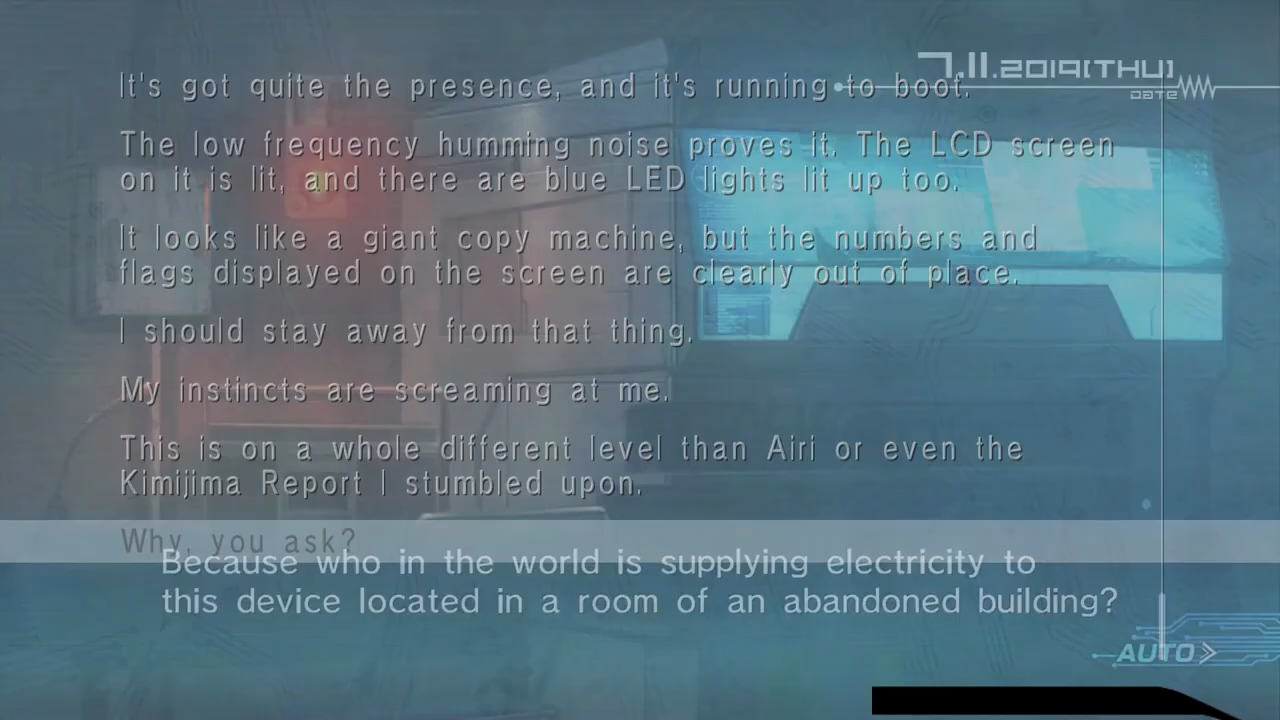 7.11.2019[THU]
DATE
It's got quite the presence, and it's running to boot.
The low frequency humming noise proves it. The LCD screen
on it is lit, and there are blue LED lights lit up too.
It looks like a giant copy machine, but the numbers and
flags displayed on the screen are clearly out of place.
I should stay away from that thing.
My instincts are screaming at me.
This is on a whole different level than Airi or even the
Kimijima Report I stumbled upon.
Why, you ask?
Because who in the world is supplying electricity to
this device located in a room of an abandoned building?
AUTO